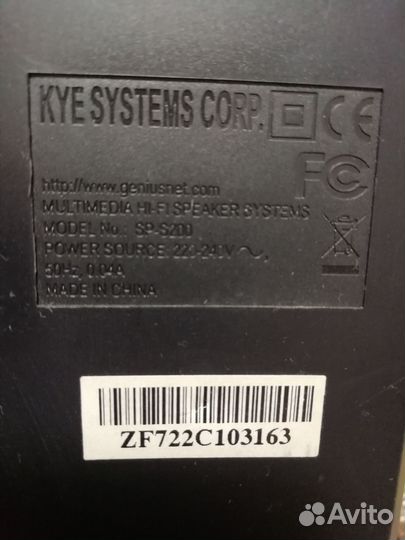 KYE SYSTEMS CORP.
CE
FC
http://www.geniusnet.com
MULTIMEDIA HI-FI SPEAKER SYSTEMS
MODEL No.: SP-S200
POWER SOURCE: 220-240V ~,
50Hz, 0.04A
MADE IN CHINA
ZF722C103163
Avito